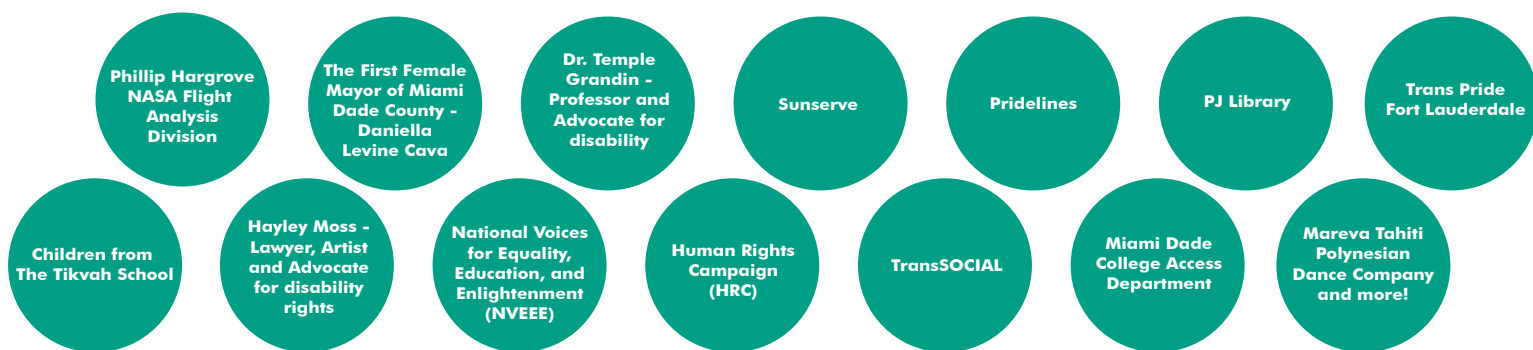 Phillip Hargrove
NASA Flight
Analysis
Division
The First Female
Mayor of Miami
Dade County -
Daniella
Levine Cava
Dr. Temple
Grandin -
Professor and
Advocate for
disability
Sunserve
Pridelines
PJ Library
Trans Pride
Fort Lauderdale
Children from
The Tikvah School
Hayley Moss -
Lawyer, Artist
and Advocate
for disability
rights
National Voices
for Equality,
Education, and
Enlightenment
(NVEEE)
Human Rights
Campaign
(HRC)
TransSOCIAL
Miami Dade
College Access
Department
Mareva Tahiti
Polynesian
Dance Company
and more!